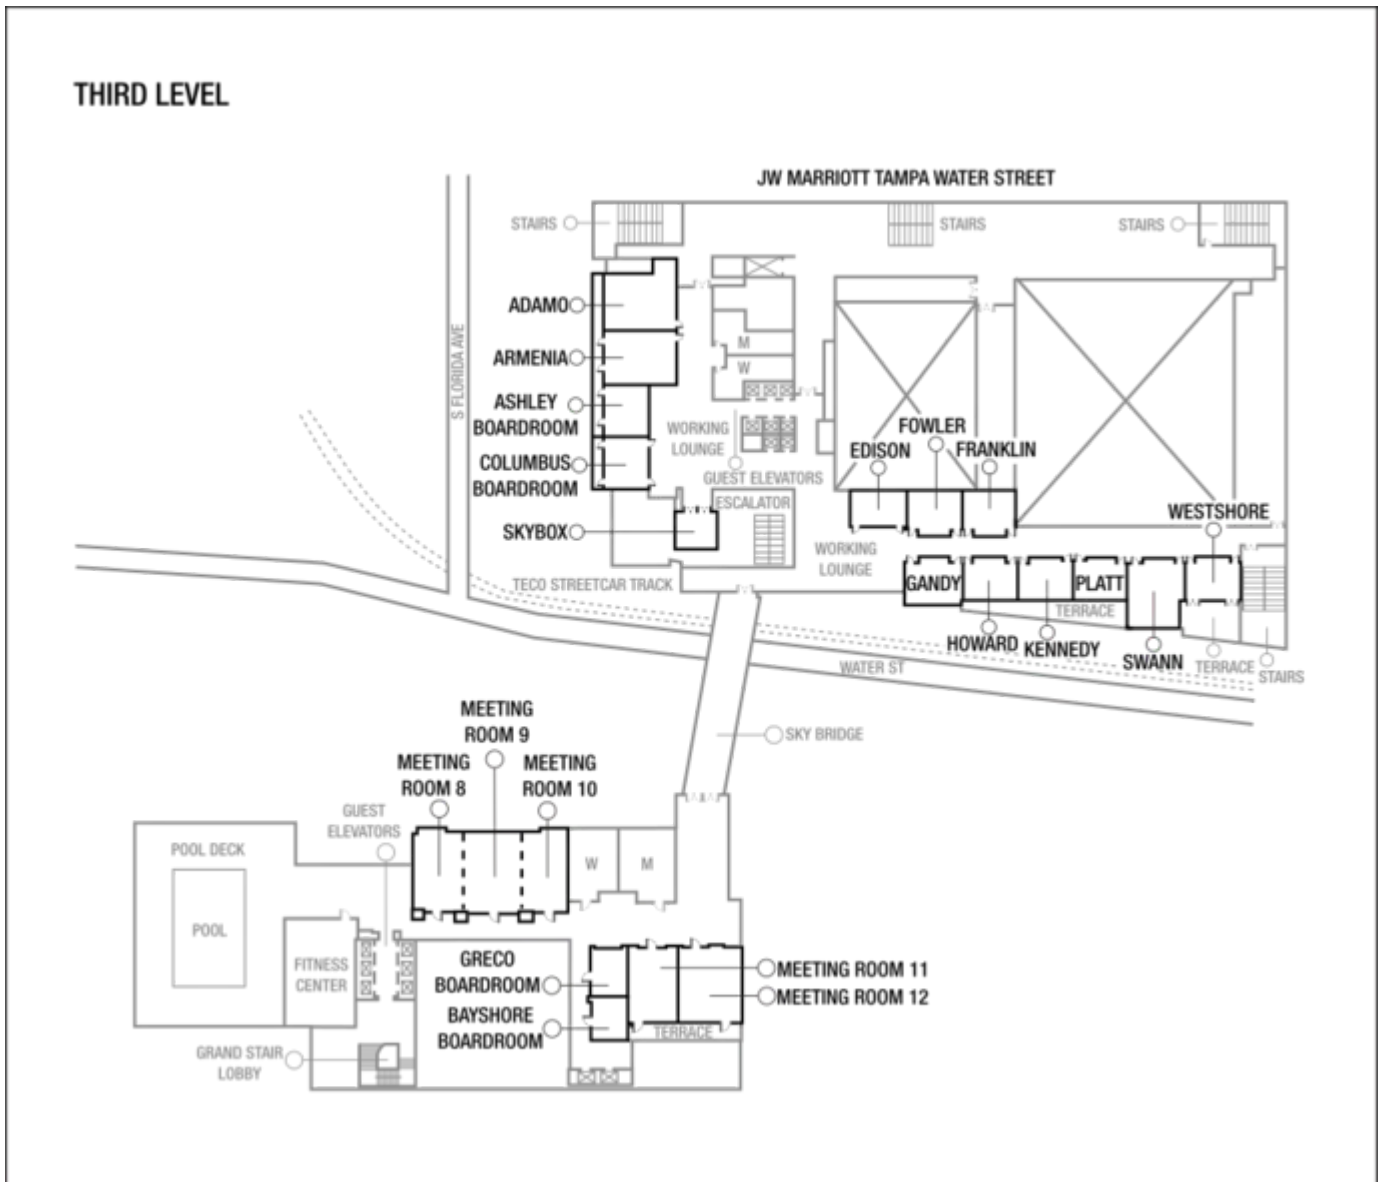 THIRD LEVEL
JW MARRIOTT TAMPA WATER STREET
STAIRS
STAIRS
STAIRS
ADAMO
S FLORIDA AVE
ARMENIA
M
W
ASHLEY
BOARDROOM
WORKING
LOUNGE
FOWLER
EDISON
FRANKLIN
COLUMBUS
BOARDROOM
GUEST ELEVATORS
ESCALATOR
WESTSHORE
SKYBOX
WORKING
LOUNGE
TECO STREETCAR TRACK
GANDY
PLATT
TERRACE
HOWARD
KENNEDY
SWANN
TERRACE
STAIRS
WATER ST
MEETING
ROOM 9
SKY BRIDGE
MEETING
ROOM 8
MEETING
ROOM 10
GUEST
ELEVATORS
POOL DECK
W
M
POOL
FITNESS
CENTER
GRECO
BOARDROOM
MEETING ROOM 11
MEETING ROOM 12
BAYSHORE
BOARDROOM
TERRACE
GRAND STAIR
LOBBY